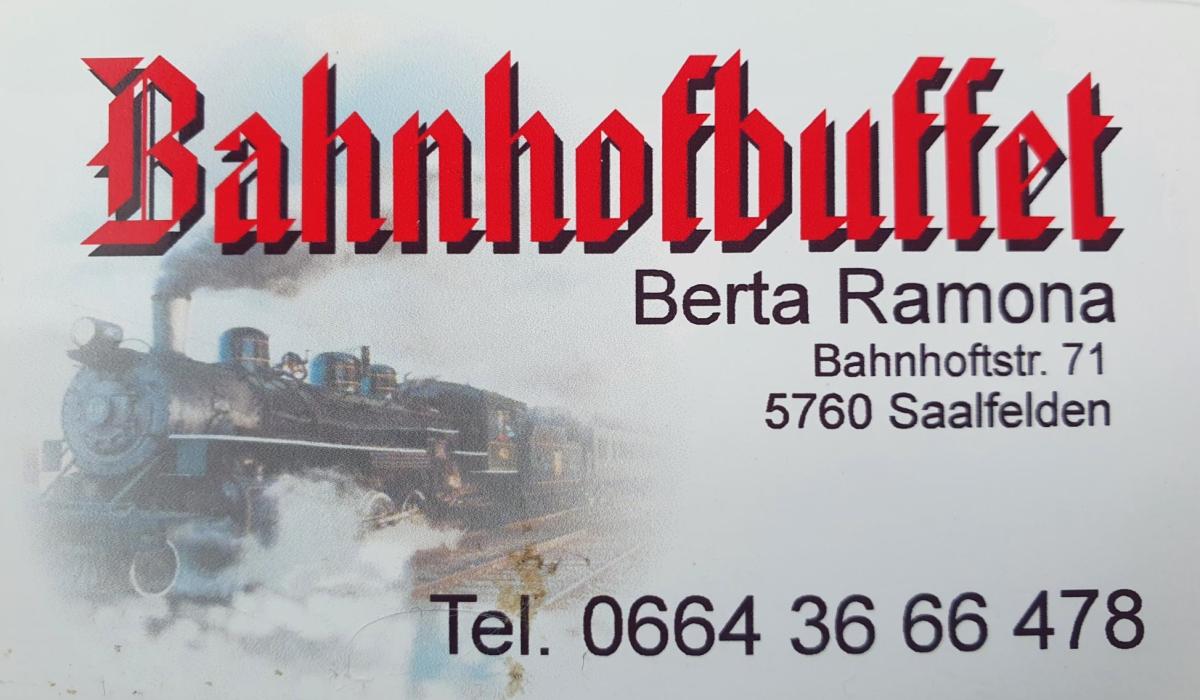 Bahnhofbuffet
Berta Ramona
Bahnhoftstr. 71
5760 Saalfelden
Tel. 0664 36 66 478